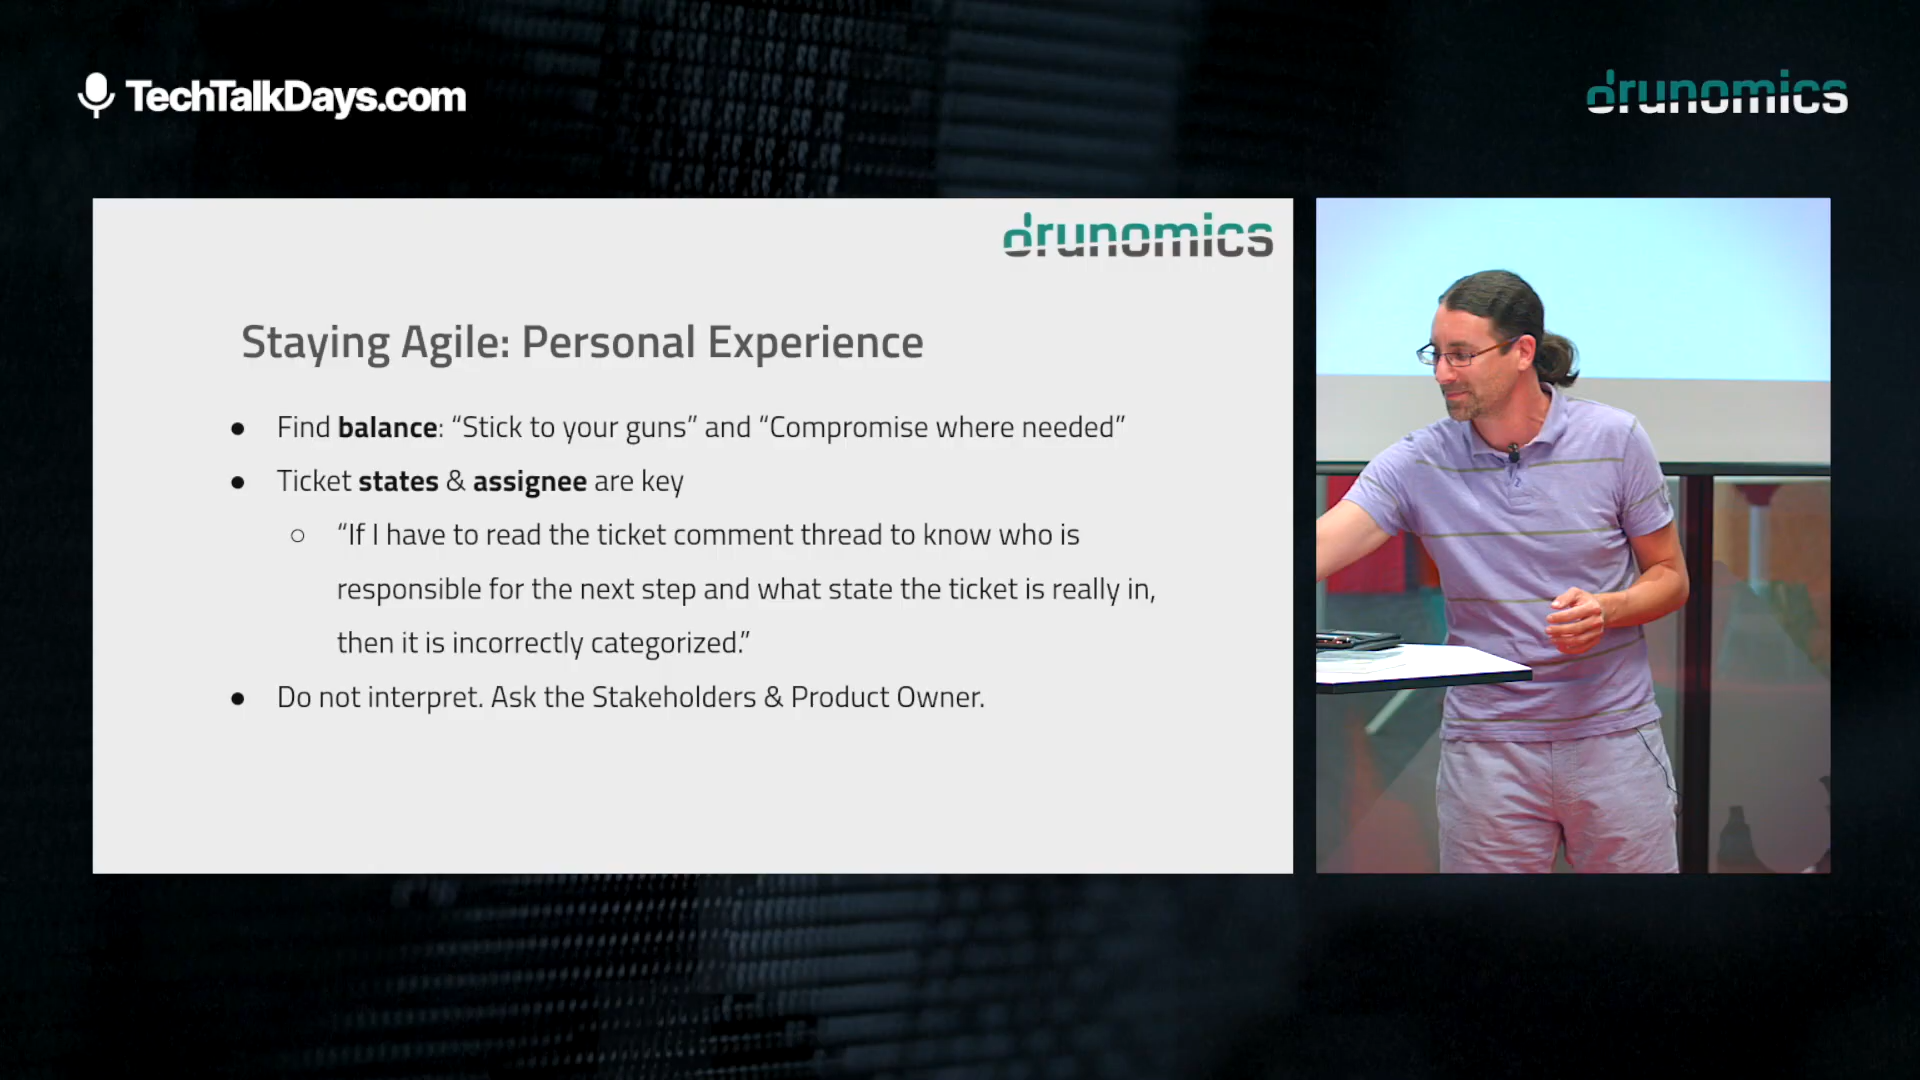 TechTalkDays.com
drunomics
drunomics
Staying Agile: Personal Experience
● Find balance: “Stick to your guns” and “Compromise where needed”
● Ticket states & assignee are key
○ “If I have to read the ticket comment thread to know who is
responsible for the next step and what state the ticket is really in,
then it is incorrectly categorized.”
● Do not interpret. Ask the Stakeholders & Product Owner.